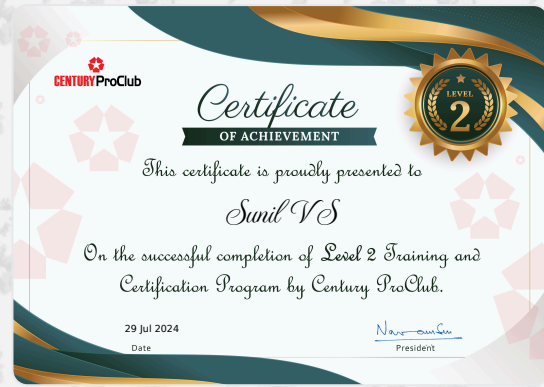 CENTURY ProClub
Certificate
OF ACHIEVEMENT
LEVEL
2
This certificate is proudly presented to
Sunil V S
On the successful completion of Level 2 Training and
Certification Program by Century ProClub.
29 Jul 2024
Date
President